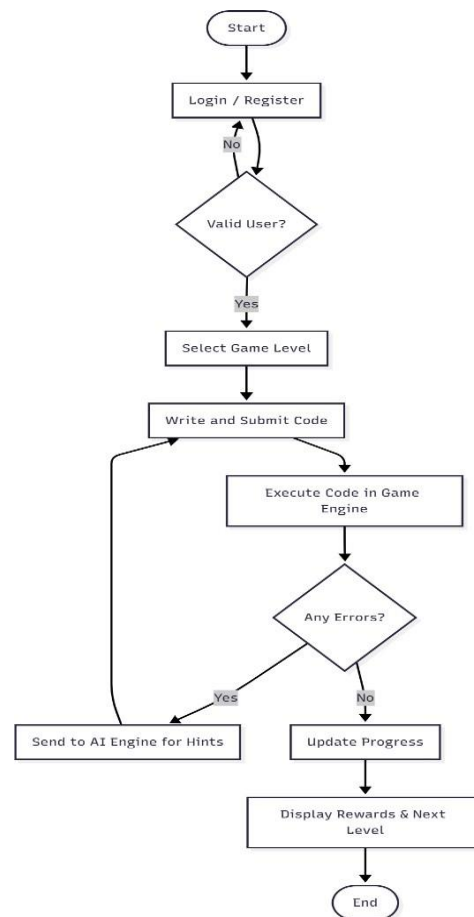 Start
Login / Register
No
Valid User?
Yes
Select Game Level
Write and Submit Code
Execute Code in Game
Engine
Any Errors?
Yes
No
Send to AI Engine for Hints
Update Progress
Display Rewards & Next
Level
End